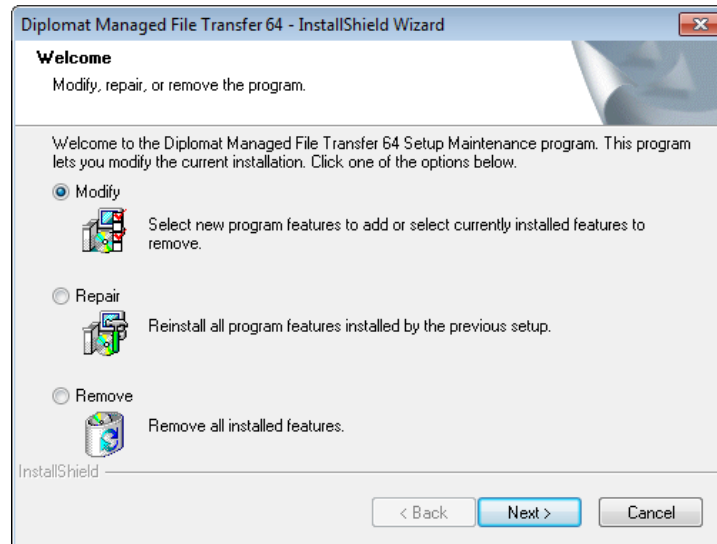 Diplomat Managed File Transfer 64 - InstallShield Wizard
Welcome
Modify, repair, or remove the program.
Welcome to the Diplomat Managed File Transfer 64 Setup Maintenance program. This program
lets you modify the current installation. Click one of the options below.
Modify
Select new program features to add or select currently installed features to
remove.
Repair
Reinstall all program features installed by the previous setup.
Remove
Remove all installed features.
InstallShield
< Back Next > Cancel